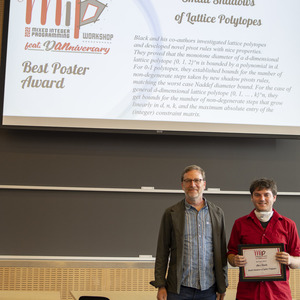 Small Shadows
of Lattice Polytopes
mip
MIXED INTEGER
PROGRAMMING
WORKSHOP
feat. DANniversary
Best Poster
Award
Black and his co-authors investigated lattice polytopes
and developed novel pivot rules with nice properties.
They proved that the monotone diameter of a d-dimensional
lattice polytope [0, 1, 2]^n is bounded by a polynomial in d.
For 0-1 polytopes, they established bounds for the number of
non-degenerate steps taken by new shadow pivot rules,
matching the worst case Naddef diameter bound. For the case of
general d-dimensional lattice polytope [0, 1, ... , k]^n, they
get bounds for the number of non-degenerate steps that grow
linearly in d, n, k, and the maximum absolute entry of the
(integer) constraint matrix.
mip